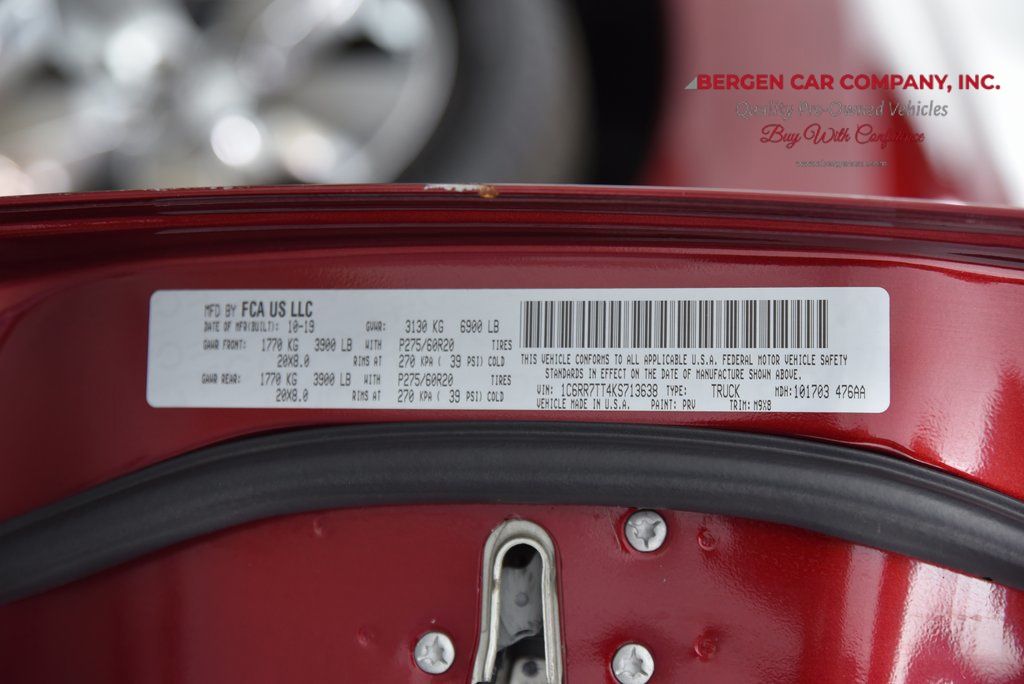 BERGEN CAR COMPANY, INC.
Quality Pre-Owned Vehicles
Buy With Confidence
MFD BY FCA US LLC
DATE OF MFR(BUILT): 10-19 GVWR: 3130 KG 6900 LB
GAWR FRONT: 1770 KG 3900 LB WITH P275/60R20 TIRES
20X8.0 RIMS AT 270 KPA ( 39 PSI) COLD
GAWR REAR: 1770 KG 3900 LB WITH P275/60R20 TIRES
20X8.0 RIMS AT 270 KPA ( 39 PSI) COLD
THIS VEHICLE CONFORMS TO ALL APPLICABLE U.S.A. FEDERAL MOTOR VEHICLE SAFETY
STANDARDS IN EFFECT ON THE DATE OF MANUFACTURE SHOWN ABOVE.
VIN: 1C6RR7TT4KS713638 TYPE: TRUCK MDH:101703 476AA
VEHICLE MADE IN U.S.A. PAINT: PRV TRIM: M9X8